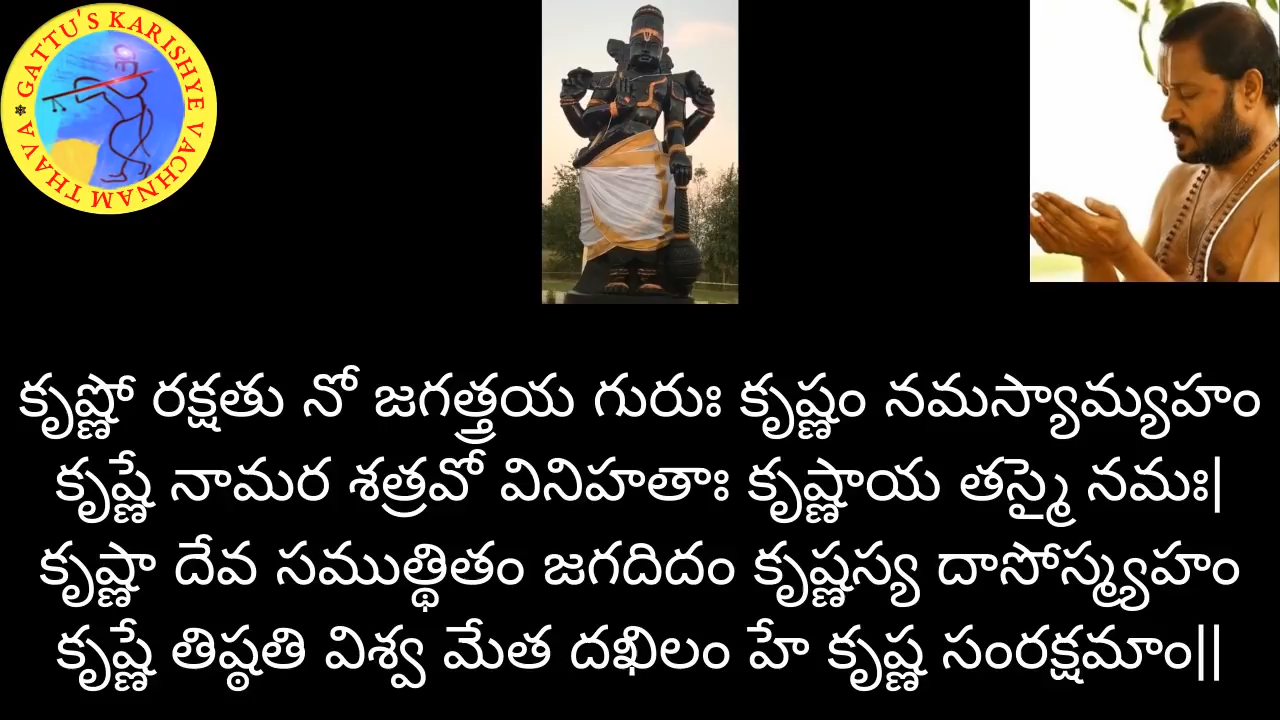 GATTU'S KARISHYE VACHNAM THAVA
కృష్ణో రక్షతు నో జగత్త్రయ గురుః కృష్ణం నమస్యామ్యహం
కృష్ణే నామర శత్రవో వినిహతాః కృష్ణాయ తస్మై నమః|
కృష్ణా దేవ సముత్థితం జగదిదం కృష్ణస్య దాసోస్మ్యహం
కృష్ణే తిష్ఠతి విశ్వ మేత దఖిలం హే కృష్ణ సంరక్షమాం||